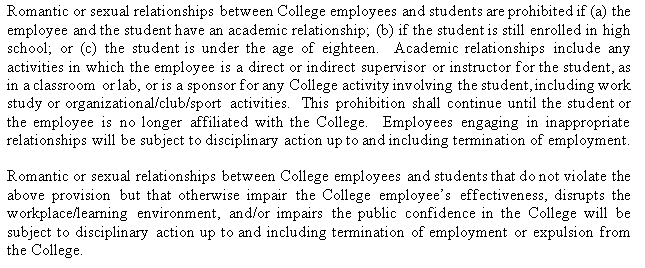 Romantic or sexual relationships between College employees and students are prohibited if (a) the
employee and the student have an academic relationship; (b) if the student is still enrolled in high
school; or (c) the student is under the age of eighteen.  Academic relationships include any
activities in which the employee is a direct or indirect supervisor or instructor for the student, as
in a classroom or lab, or is a sponsor for any College activity involving the student, including work
study or organizational/club/sport activities.  This prohibition shall continue until the student or
the employee is no longer affiliated with the College.  Employees engaging in inappropriate
relationships will be subject to disciplinary action up to and including termination of employment.
Romantic or sexual relationships between College employees and students that do not violate the
above provision but that otherwise impair the College employee's effectiveness, disrupts the
workplace/learning environment, and/or impairs the public confidence in the College will be
subject to disciplinary action up to and including termination of employment or expulsion from
the College.